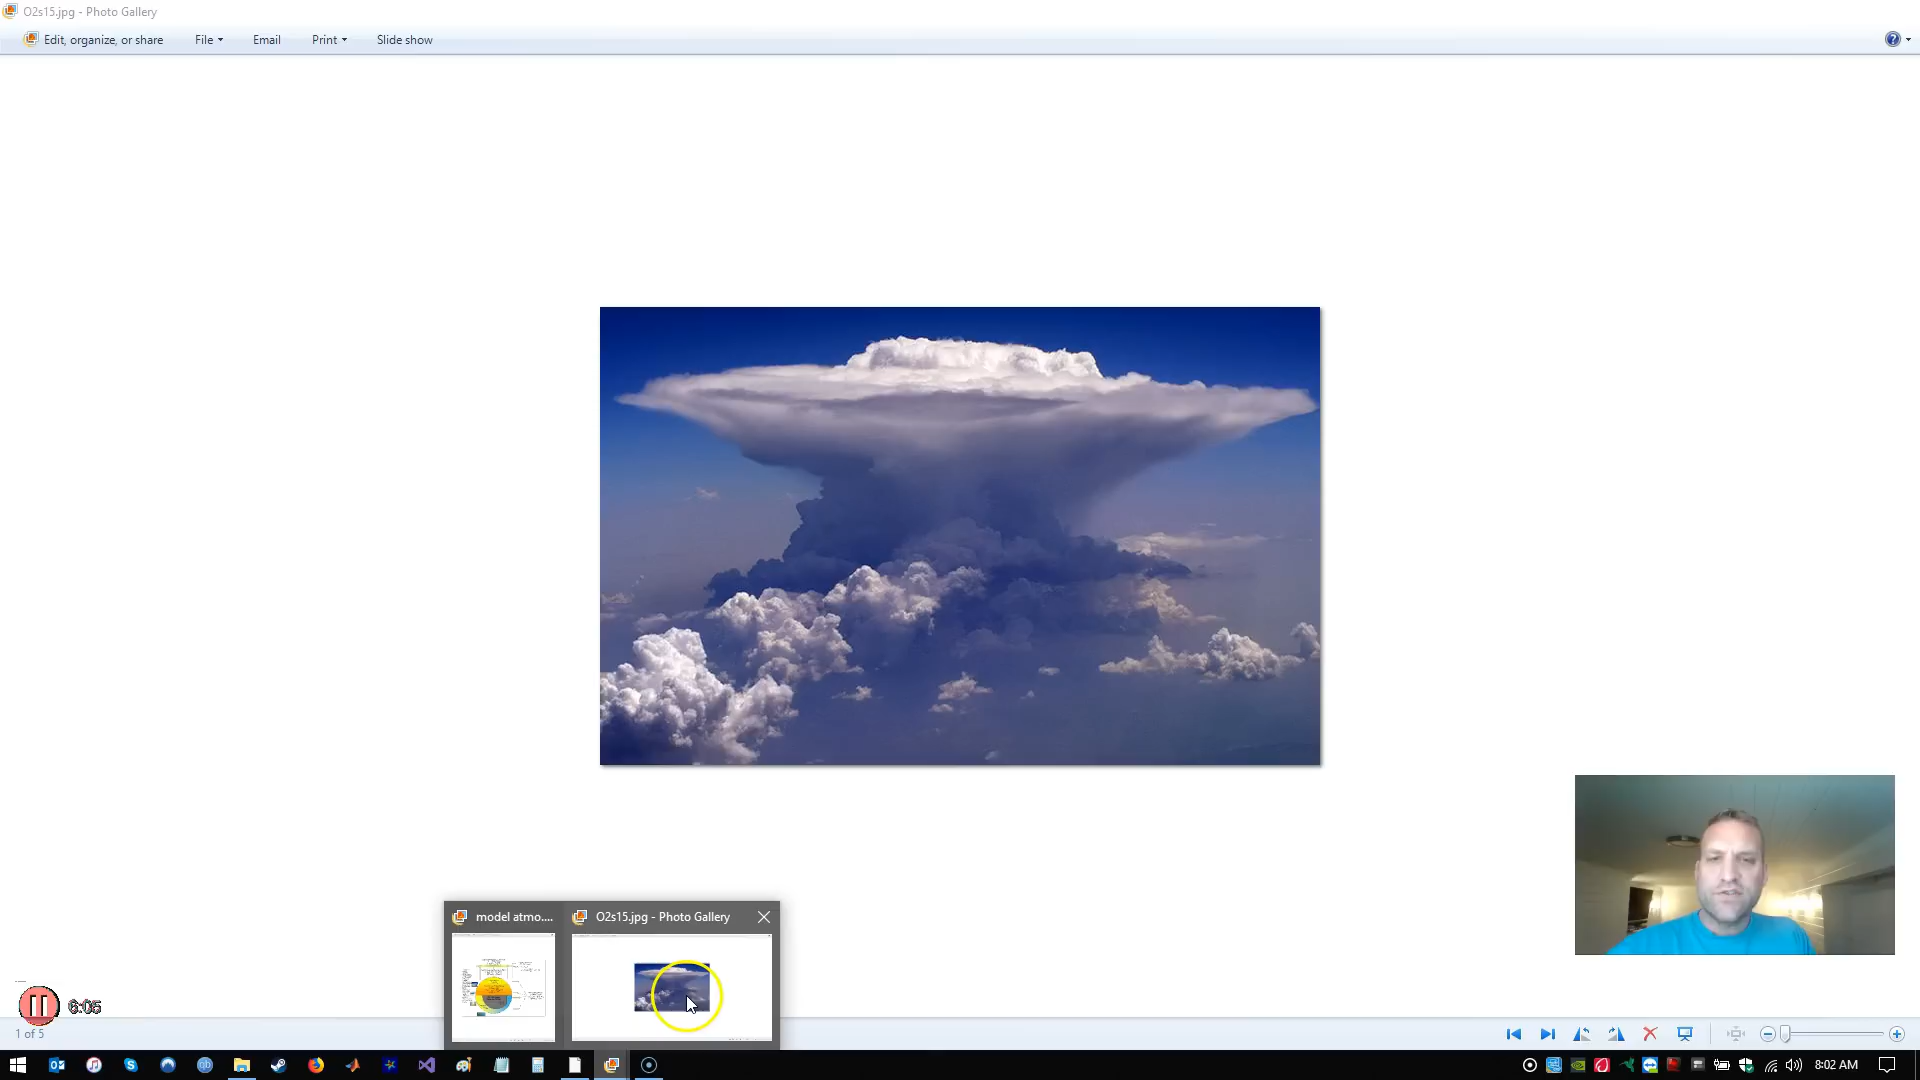 O2s15.jpg - Photo Gallery
Edit, organize, or share File Email Print Slide show
model atmo.... O2s15.jpg - Photo Gallery
6:05
1 of 5
8:02 AM